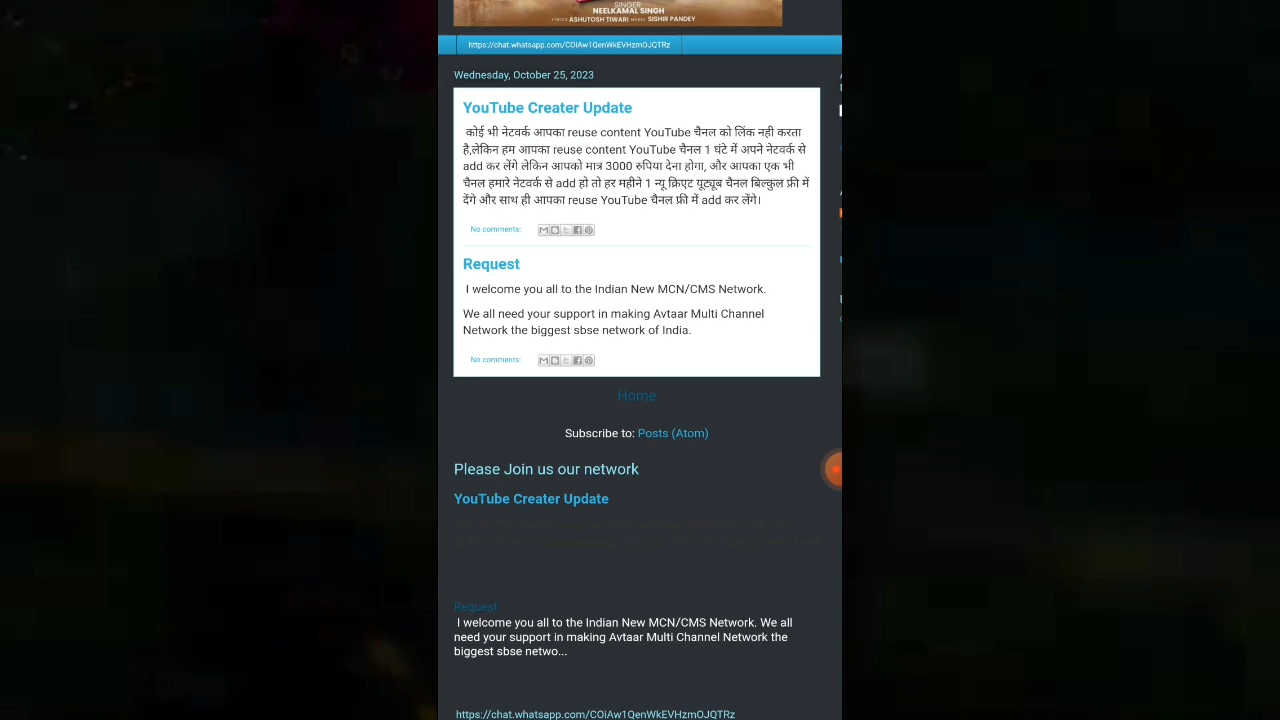 SINGER
NEELKAMAL SINGH
LYRICS ASHUTOSH TIWARI MUSIC SISHIR PANDEY
https://chat.whatsapp.com/COiAw1QenWkEVHzmOJQTRz
Wednesday, October 25, 2023
YouTube Creater Update
कोई भी नेटवर्क आपका reuse content YouTube चैनल को लिंक नही करता
है,लेकिन हम आपका reuse content YouTube चैनल 1 घंटे में अपने नेटवर्क से
add कर लेंगे लेकिन आपको मात्र 3000 रुपिया देना होगा, और आपका एक भी
चैनल हमारे नेटवर्क से add हो तो हर महीने 1 न्यू क्रिएट यूट्यूब चैनल बिल्कुल फ्री में
देंगे और साथ ही आपका reuse YouTube चैनल फ्री में add कर लेंगे।
No comments:
Request
I welcome you all to the Indian New MCN/CMS Network.
We all need your support in making Avtaar Multi Channel
Network the biggest sbse network of India.
No comments:
Home
Subscribe to: Posts (Atom)
Please Join us our network
YouTube Creater Update
Request
I welcome you all to the Indian New MCN/CMS Network. We all
need your support in making Avtaar Multi Channel Network the
biggest sbse netwo...
https://chat.whatsapp.com/COiAw1QenWkEVHzmOJQTRz